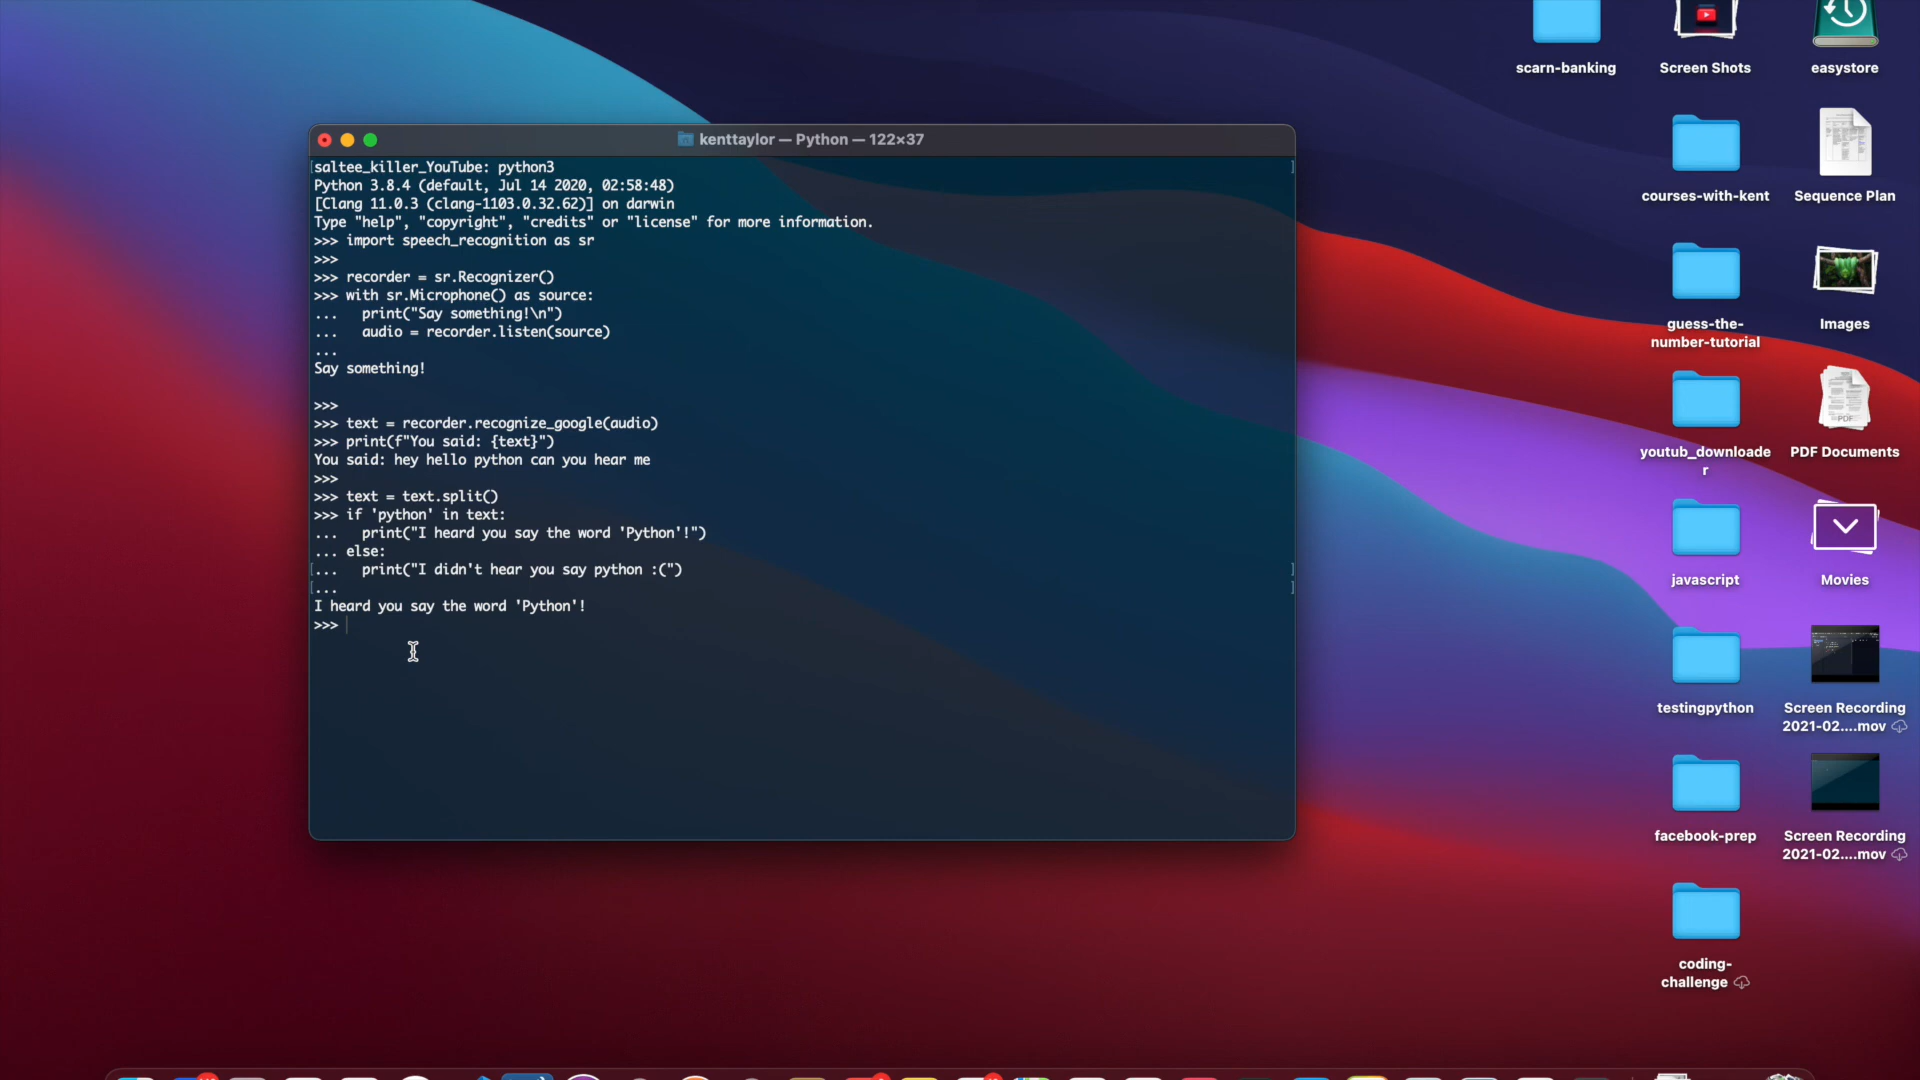 kenttaylor — Python — 122×37
saltee_killer_YouTube: python3
Python 3.8.4 (default, Jul 14 2020, 02:58:48)
[Clang 11.0.3 (clang-1103.0.32.62)] on darwin
Type "help", "copyright", "credits" or "license" for more information.
>>> import speech_recognition as sr
>>>
>>> recorder = sr.Recognizer()
>>> with sr.Microphone() as source:
...   print("Say something!\n")
...   audio = recorder.listen(source)
...
Say something!
>>>
>>> text = recorder.recognize_google(audio)
>>> print(f"You said: {text}")
You said: hey hello python can you hear me
>>>
>>> text = text.split()
>>> if 'python' in text:
...   print("I heard you say the word 'Python'!")
... else:
...   print("I didn't hear you say python :(")
...
I heard you say the word 'Python'!
>>>
scarn-banking
Screen Shots
easystore
courses-with-kent
Sequence Plan
guess-the-
number-tutorial
Images
youtub_downloade
r
PDF Documents
PDF
javascript
Movies
testingpython
Screen Recording
2021-02....mov
facebook-prep
Screen Recording
2021-02....mov
coding-
challenge